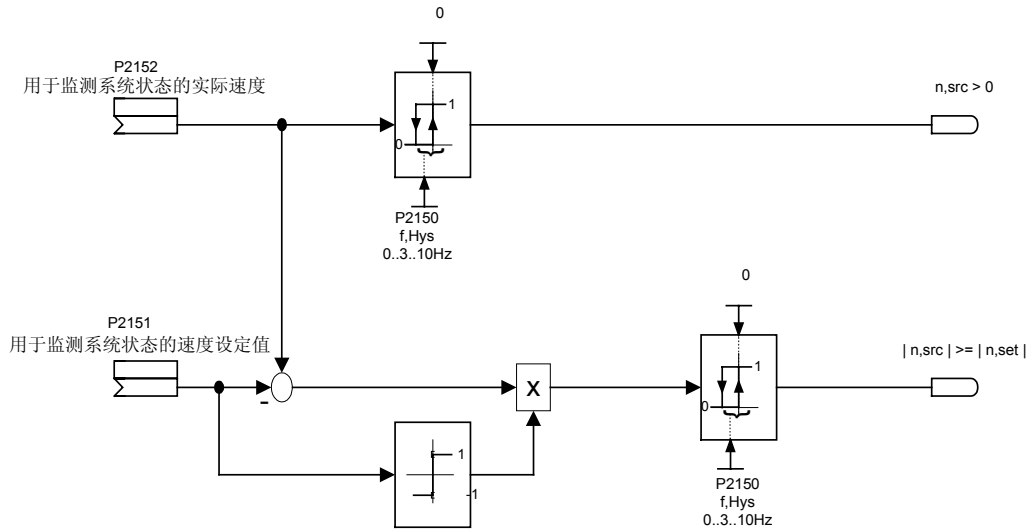 0
P2152
用于监测系统状态的实际速度
n,src > 0
1
0
P2150
f,Hys
0..3..10Hz
0
P2151
用于监测系统状态的速度设定值
| n,src | >= | n,set |
1
0
-
X
1
-1
P2150
f,Hys
0..3..10Hz